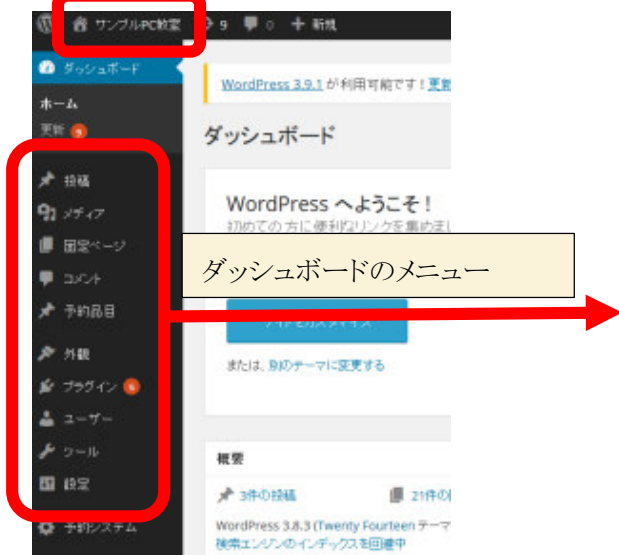 サンプルPC教室 9 0 新規
ダッシュボード
WordPress 3.9.1 が利用可能です ! 更新
ホーム
更新 9
ダッシュボード
投稿
メディア
固定ページ
コメント
予約品目
外観
プラグイン 8
ユーザー
ツール
設定
予約システム
WordPress へようこそ !
初めての方に便利なリンクを集めまし
ダッシュボードのメニュー
または、別のテーマに変更する
概要
3件の投稿
21件の
WordPress 3.8.3 (Twenty Fourteen テーマ
検索エンジンのインデックスを回避中